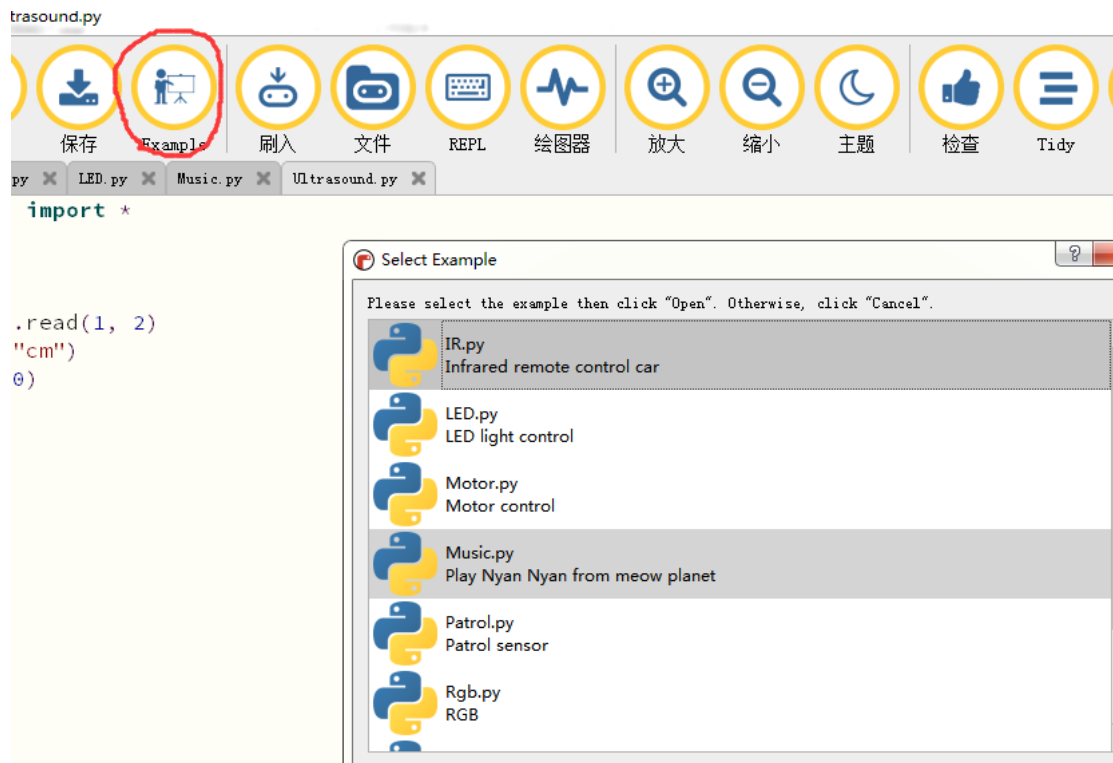 trasound.py
保存
Example
刷入
文件
REPL
绘图器
放大
缩小
主题
检查
Tidy
py
LED.py
Music.py
Ultrasound.py
import *
.read(1, 2)
"cm")
0)
Select Example
?
Please select the example then click "Open". Otherwise, click "Cancel".
IR.py
Infrared remote control car
LED.py
LED light control
Motor.py
Motor control
Music.py
Play Nyan Nyan from meow planet
Patrol.py
Patrol sensor
Rgb.py
RGB